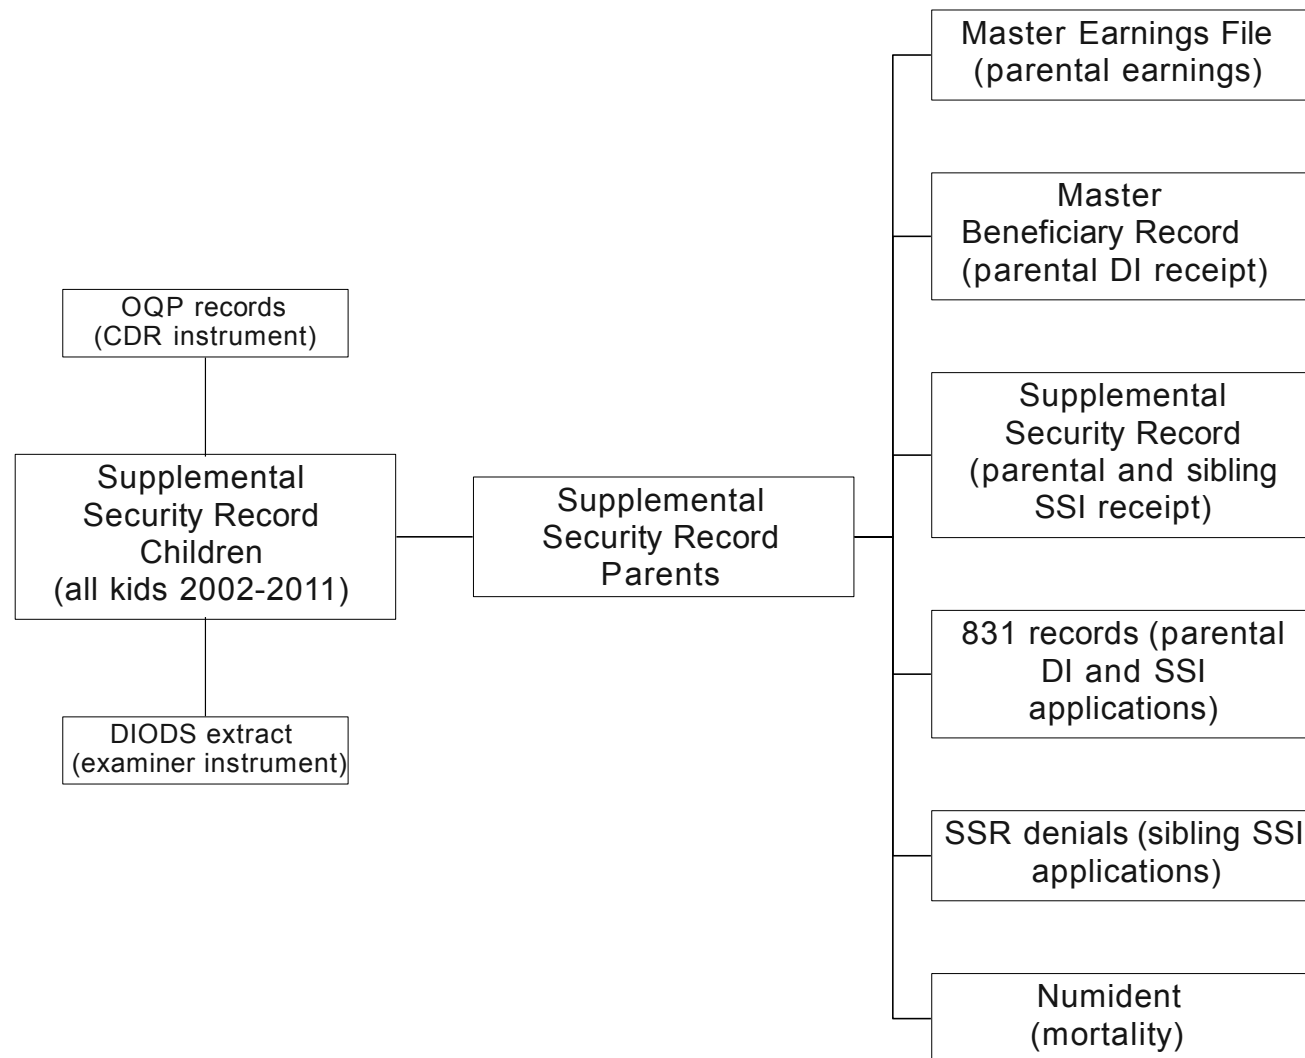 OQP records
(CDR instrument)
Supplemental
Security Record
Children
(all kids 2002-2011)
DIODS extract
(examiner instrument)
Supplemental
Security Record
Parents
Master Earnings File
(parental earnings)
Master
Beneficiary Record
(parental DI receipt)
Supplemental
Security Record
(parental and sibling
SSI receipt)
831 records (parental
DI and SSI
applications)
SSR denials (sibling SSI
applications)
Numident
(mortality)